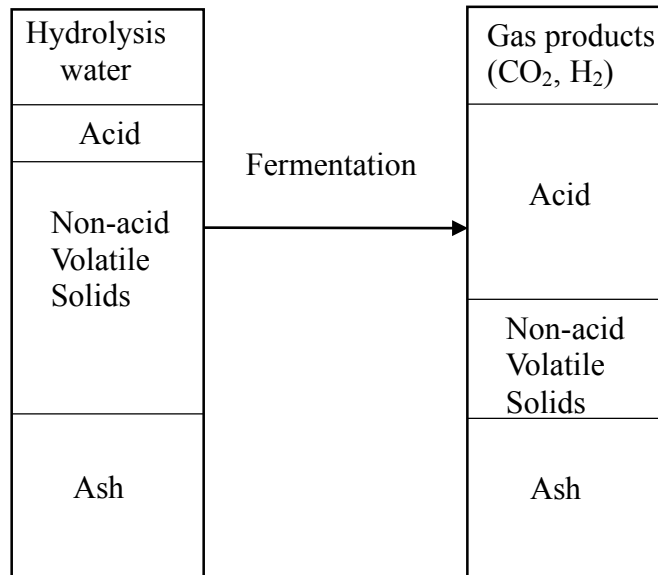 Hydrolysis
water
Acid
Non-acid
Volatile
Solids
Ash
Fermentation
Gas products
(CO₂, H₂)
Acid
Non-acid
Volatile
Solids
Ash